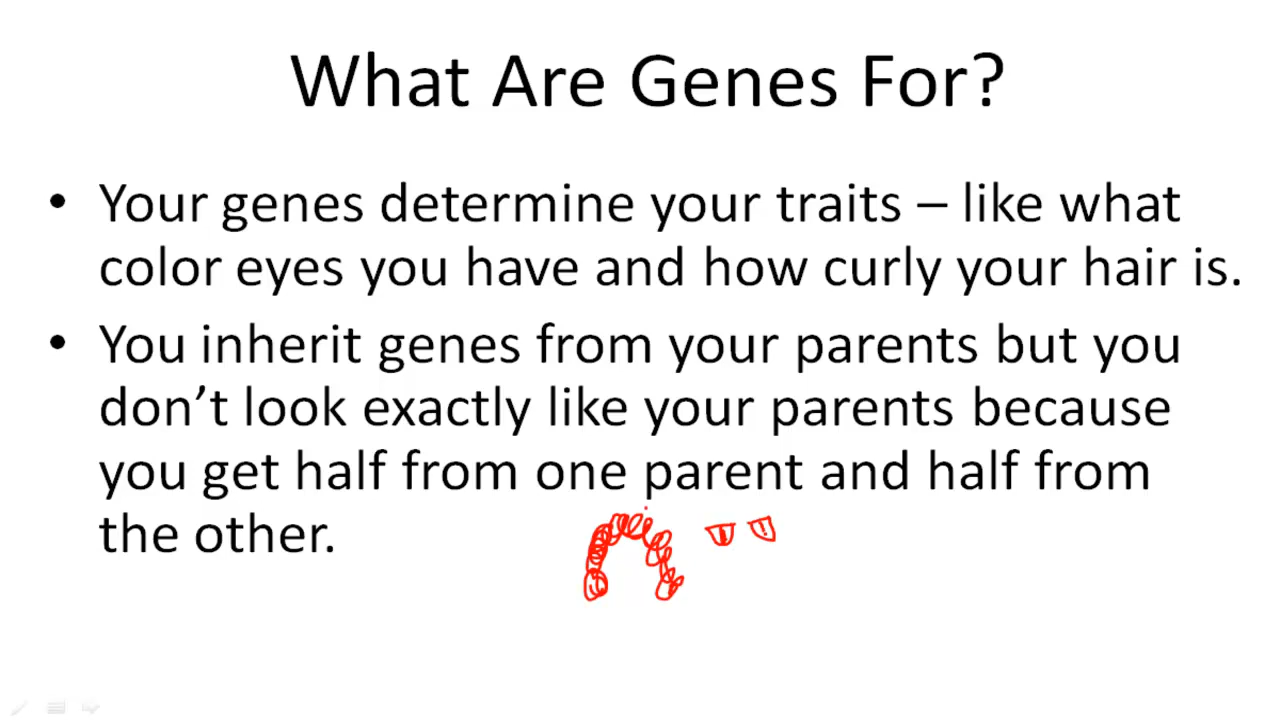 What Are Genes For?
• Your genes determine your traits – like what
color eyes you have and how curly your hair is.
• You inherit genes from your parents but you
don’t look exactly like your parents because
you get half from one parent and half from
the other.